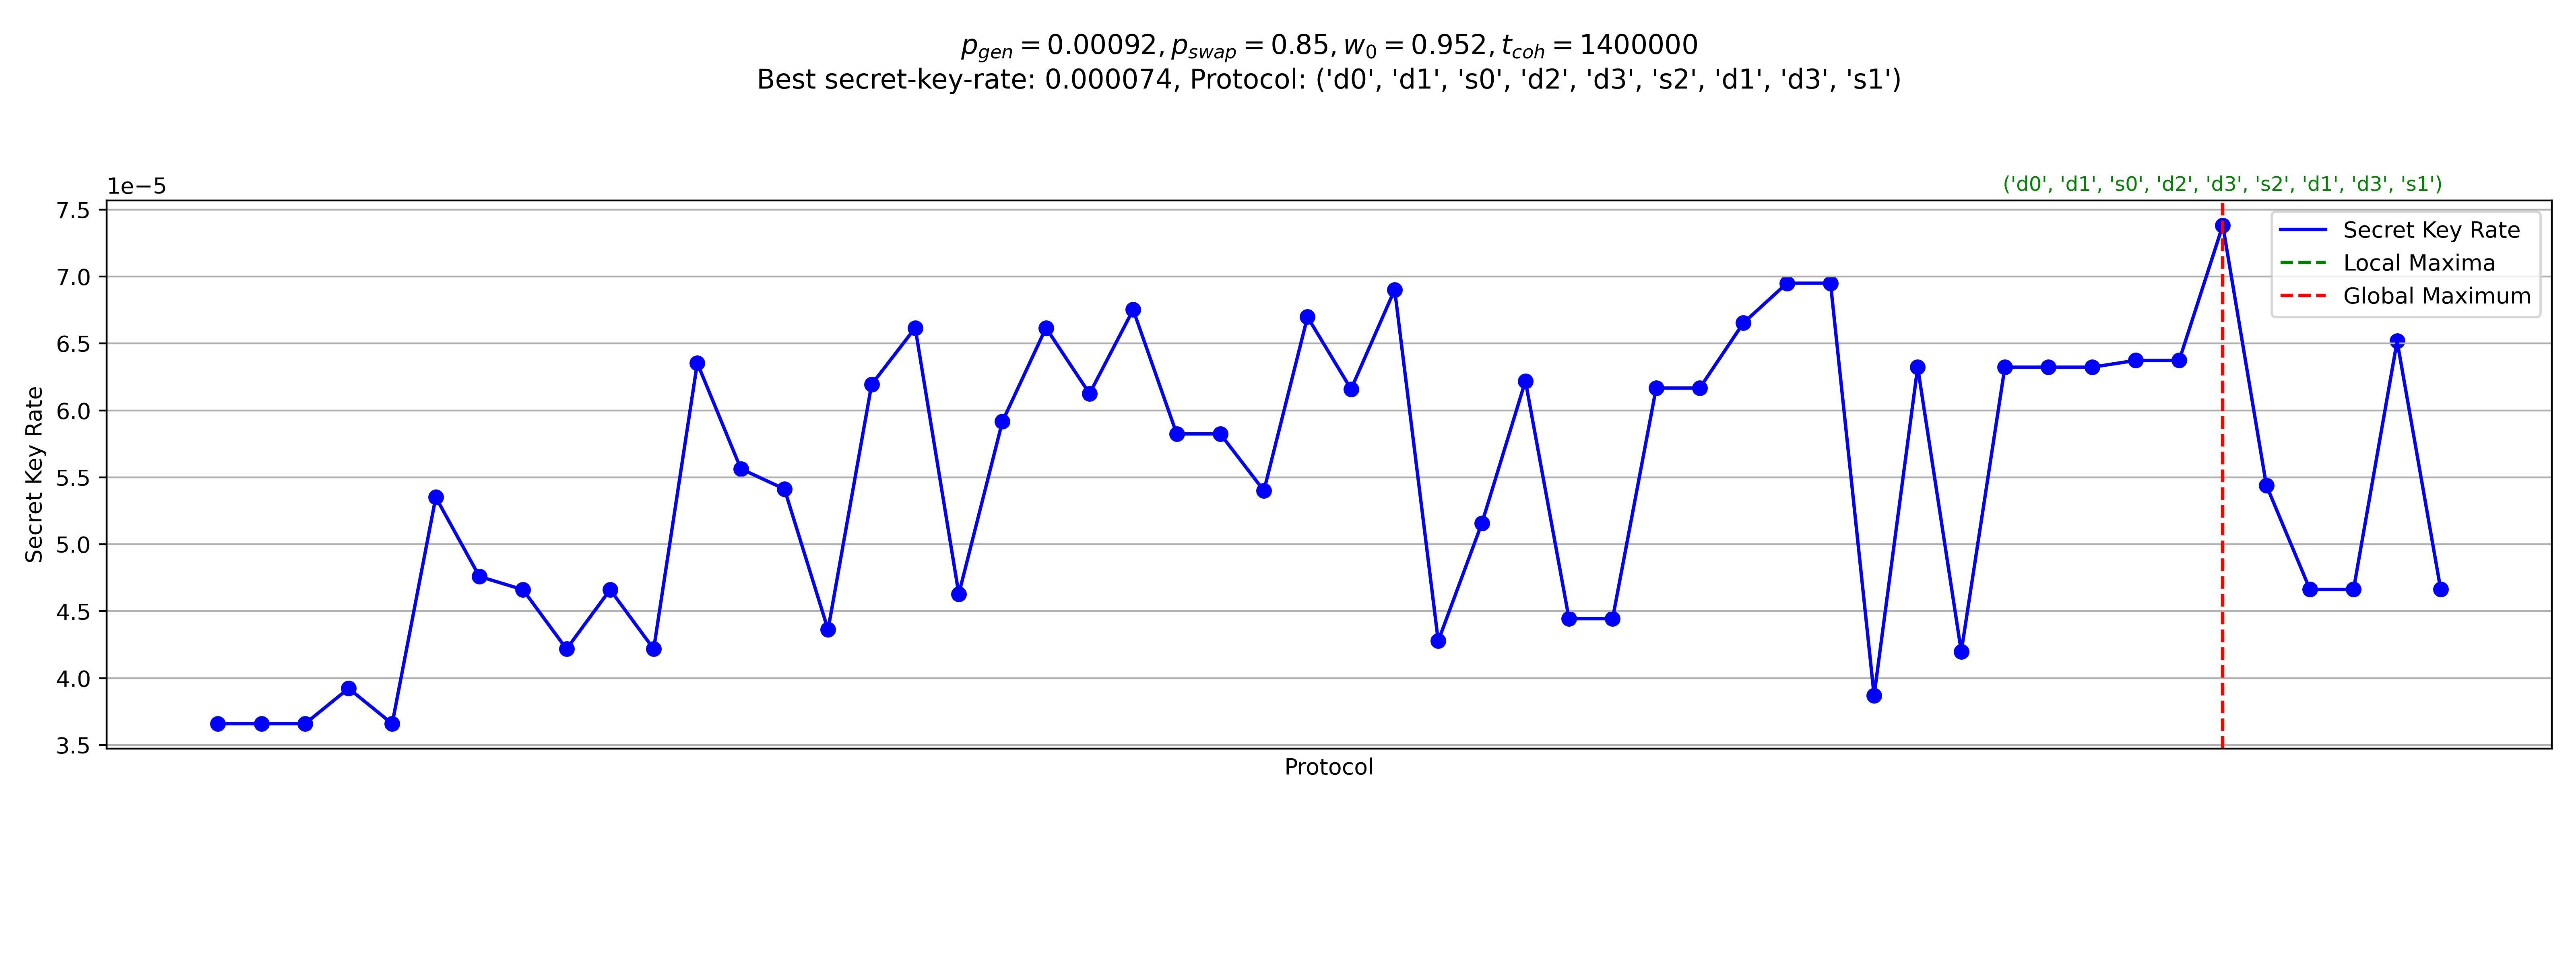 p_gen = 0.00092, p_swap = 0.85, w_0 = 0.952, t_coh = 1400000
Best secret-key-rate: 0.000074, Protocol: ('d0', 'd1', 's0', 'd2', 'd3', 's2', 'd1', 'd3', 's1')
1e−5
('d0', 'd1', 's0', 'd2', 'd3', 's2', 'd1', 'd3', 's1')
7.5
7.0
6.5
6.0
5.5
5.0
4.5
4.0
3.5
Secret Key Rate
Secret Key Rate
Local Maxima
Global Maximum
Protocol